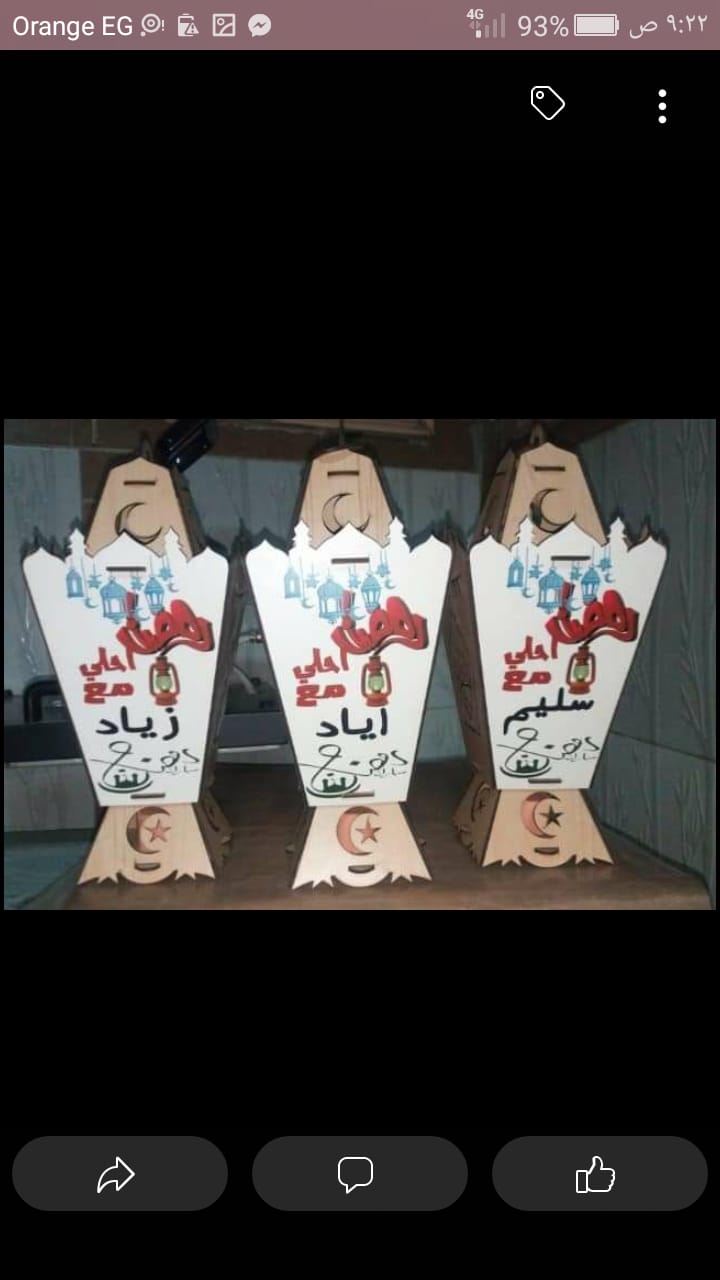 Orange EG
4G
93%
٩:٢٢ ص
رمضان
احلي
مع
زياد
رمضان
احلي
مع
اياد
رمضان
احلي
مع
سليم